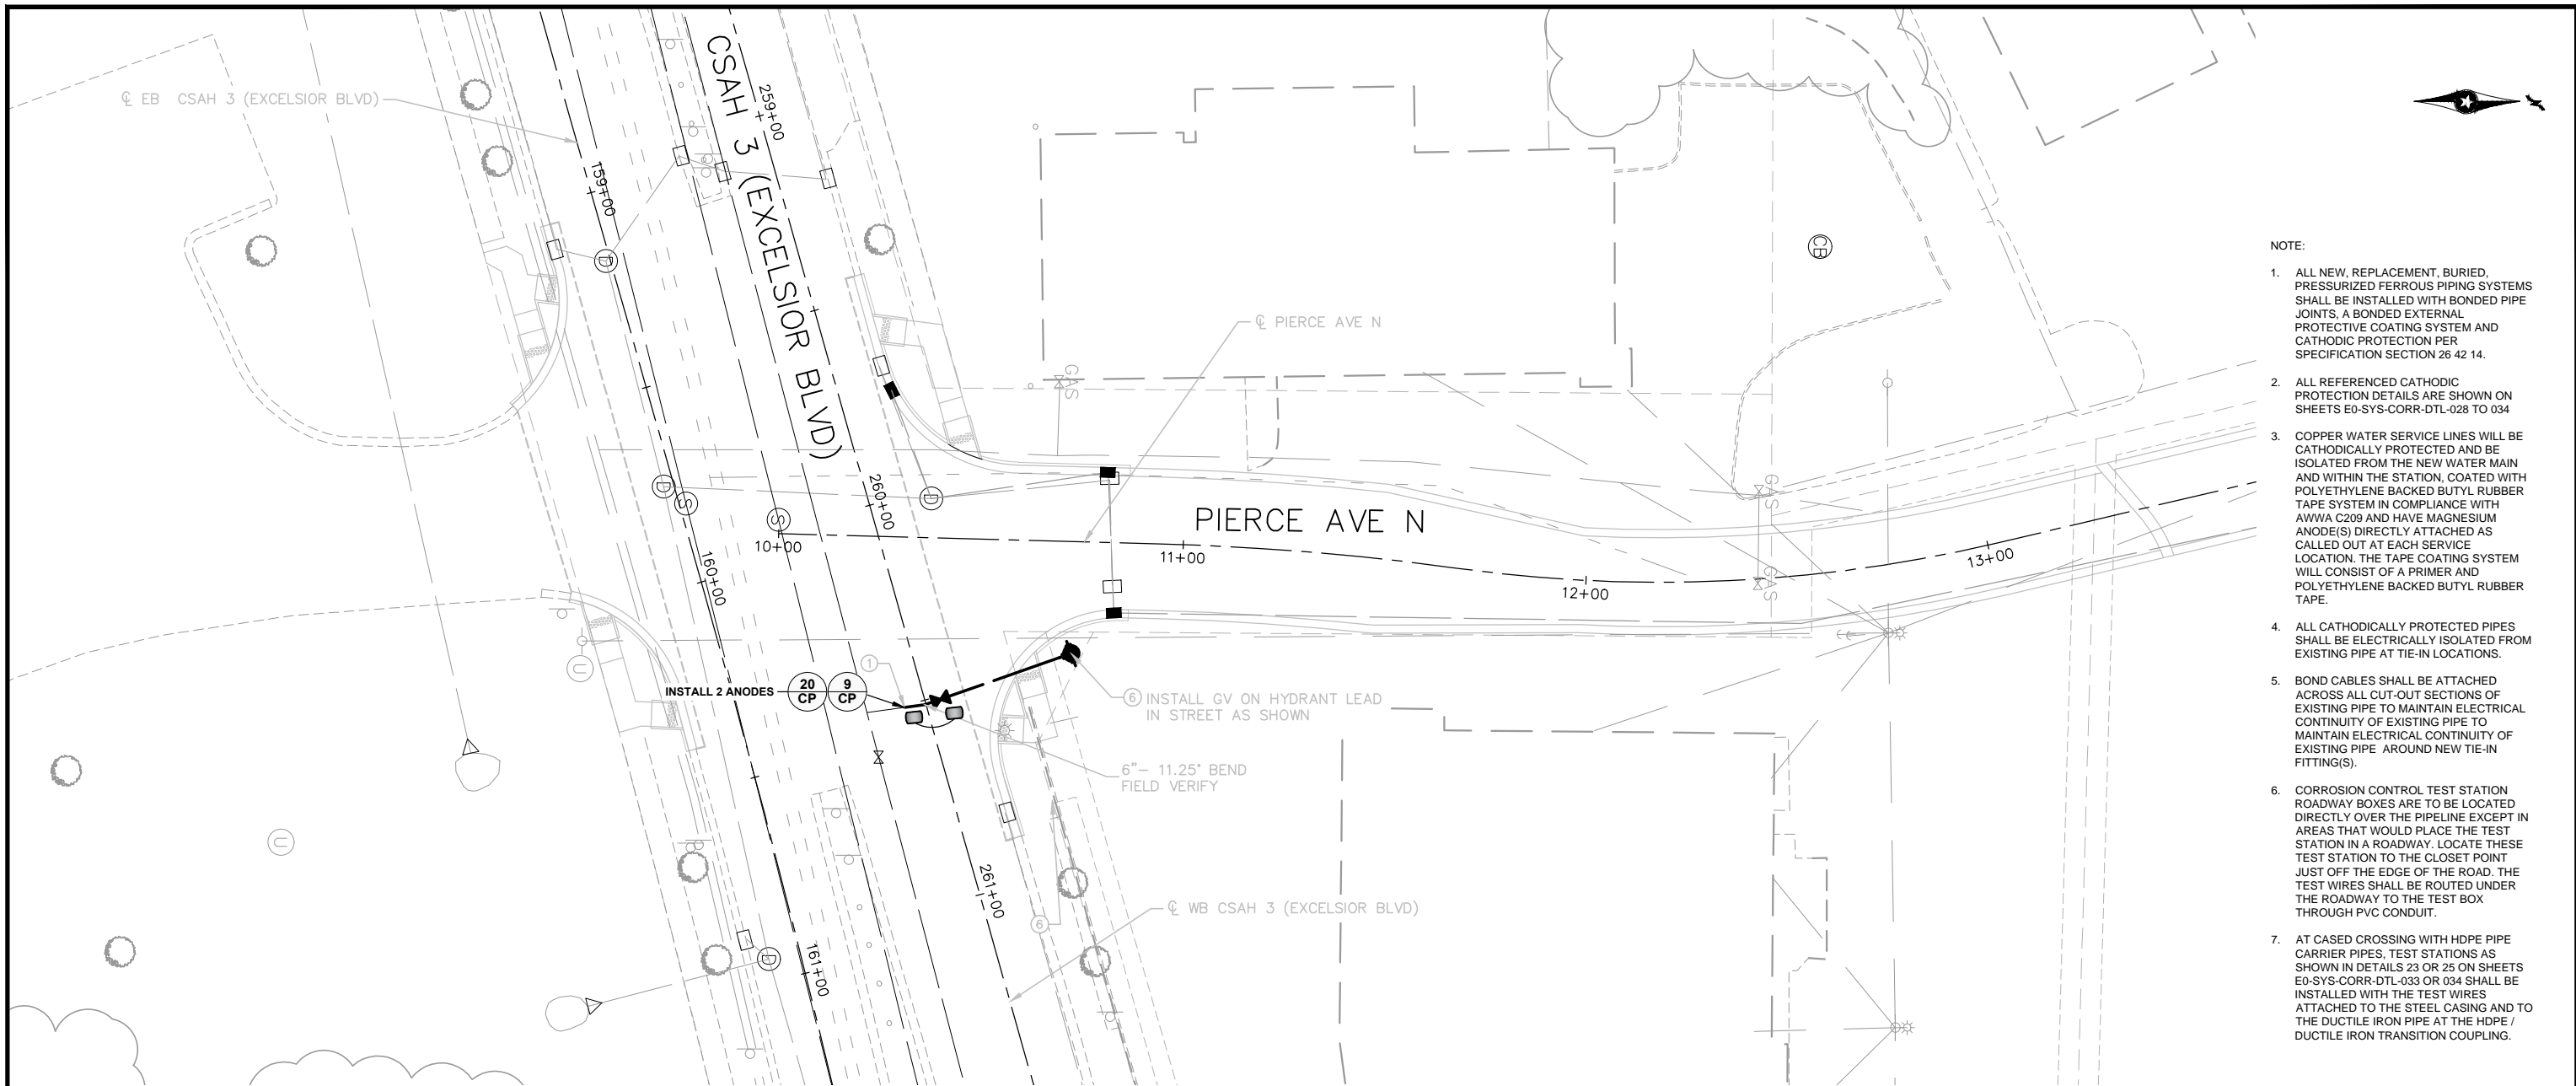 ℄ EB CSAH 3 (EXCELSIOR BLVD)
CSAH 3 (EXCELSIOR BLVD)
259+00
159+00
D
CB
℄ PIERCE AVE N
GAS
D
S
S
D
260+00
PIERCE AVE N
GAS
10+00
11+00
12+00
13+00
160+00
GAS
U
1
INSTALL 2 ANODES
20
CP
9
CP
6 INSTALL GV ON HYDRANT LEAD
IN STREET AS SHOWN
6"- 11.25° BEND
FIELD VERIFY
U
261+00
℄ WB CSAH 3 (EXCELSIOR BLVD)
6
161+00
D
NOTE:
1. ALL NEW, REPLACEMENT, BURIED,
PRESSURIZED FERROUS PIPING SYSTEMS
SHALL BE INSTALLED WITH BONDED PIPE
JOINTS, A BONDED EXTERNAL
PROTECTIVE COATING SYSTEM AND
CATHODIC PROTECTION PER
SPECIFICATION SECTION 26 42 14.
2. ALL REFERENCED CATHODIC
PROTECTION DETAILS ARE SHOWN ON
SHEETS E0-SYS-CORR-DTL-028 TO 034
3. COPPER WATER SERVICE LINES WILL BE
CATHODICALLY PROTECTED AND BE
ISOLATED FROM THE NEW WATER MAIN
AND WITHIN THE STATION, COATED WITH
POLYETHYLENE BACKED BUTYL RUBBER
TAPE SYSTEM IN COMPLIANCE WITH
AWWA C209 AND HAVE MAGNESIUM
ANODE(S) DIRECTLY ATTACHED AS
CALLED OUT AT EACH SERVICE
LOCATION. THE TAPE COATING SYSTEM
WILL CONSIST OF A PRIMER AND
POLYETHYLENE BACKED BUTYL RUBBER
TAPE.
4. ALL CATHODICALLY PROTECTED PIPES
SHALL BE ELECTRICALLY ISOLATED FROM
EXISTING PIPE AT TIE-IN LOCATIONS.
5. BOND CABLES SHALL BE ATTACHED
ACROSS ALL CUT-OUT SECTIONS OF
EXISTING PIPE TO MAINTAIN ELECTRICAL
CONTINUITY OF EXISTING PIPE TO
MAINTAIN ELECTRICAL CONTINUITY OF
EXISTING PIPE AROUND NEW TIE-IN
FITTING(S).
6. CORROSION CONTROL TEST STATION
ROADWAY BOXES ARE TO BE LOCATED
DIRECTLY OVER THE PIPELINE EXCEPT IN
AREAS THAT WOULD PLACE THE TEST
STATION IN A ROADWAY. LOCATE THESE
TEST STATION TO THE CLOSET POINT
JUST OFF THE EDGE OF THE ROAD. THE
TEST WIRES SHALL BE ROUTED UNDER
THE ROADWAY TO THE TEST BOX
THROUGH PVC CONDUIT.
7. AT CASED CROSSING WITH HDPE PIPE
CARRIER PIPES, TEST STATIONS AS
SHOWN IN DETAILS 23 OR 25 ON SHEETS
E0-SYS-CORR-DTL-033 OR 034 SHALL BE
INSTALLED WITH THE TEST WIRES
ATTACHED TO THE STEEL CASING AND TO
THE DUCTILE IRON PIPE AT THE HDPE /
DUCTILE IRON TRANSITION COUPLING.